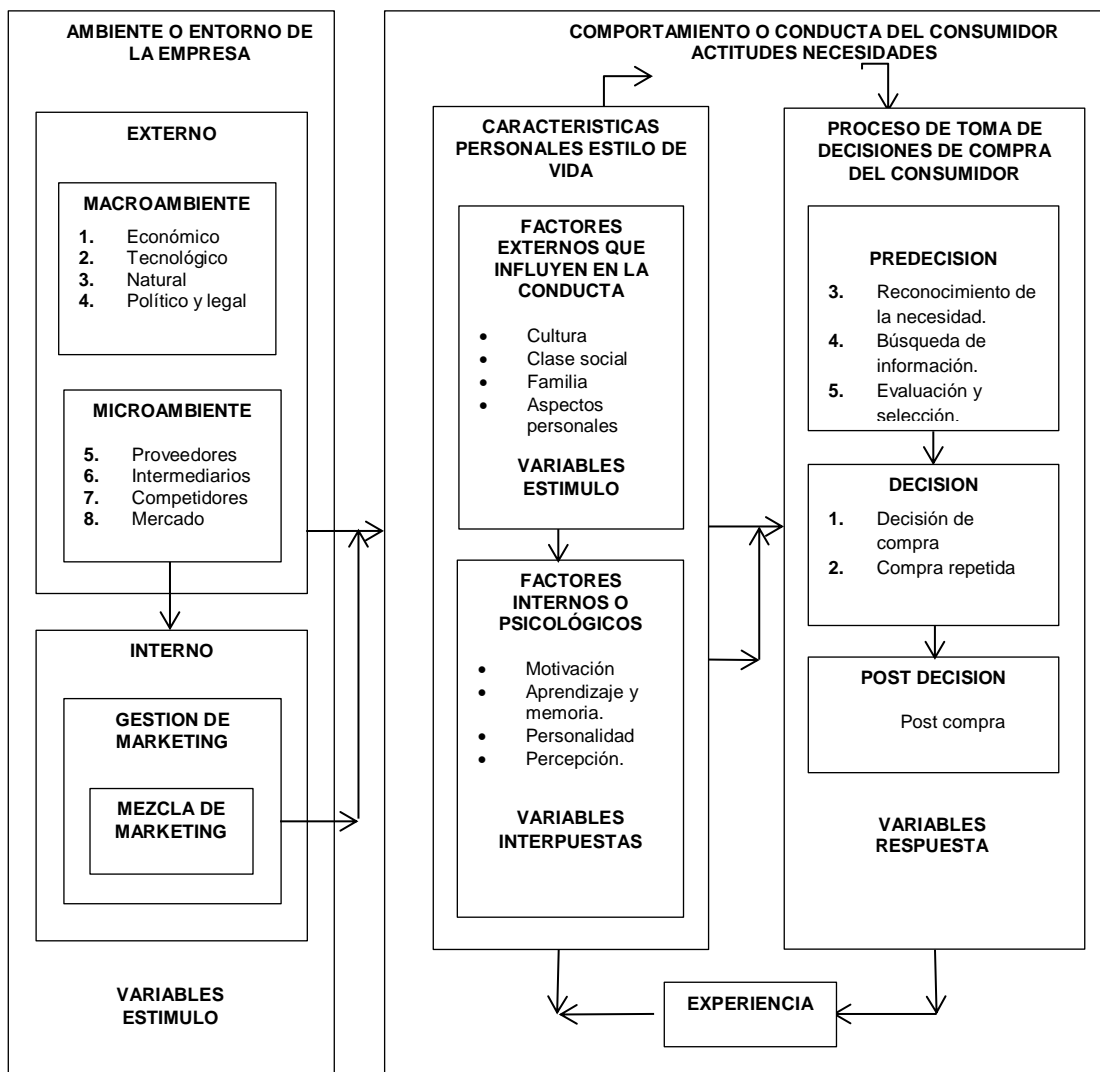 AMBIENTE O ENTORNO DE
LA EMPRESA
EXTERNO
MACROAMBIENTE
1. Económico
2. Tecnológico
3. Natural
4. Político y legal
MICROAMBIENTE
5. Proveedores
6. Intermediarios
7. Competidores
8. Mercado
INTERNO
GESTION DE
MARKETING
MEZCLA DE
MARKETING
VARIABLES
ESTIMULO
COMPORTAMIENTO O CONDUCTA DEL CONSUMIDOR
ACTITUDES NECESIDADES
CARACTERISTICAS
PERSONALES ESTILO DE
VIDA
FACTORES
EXTERNOS QUE
INFLUYEN EN LA
CONDUCTA
• Cultura
• Clase social
• Familia
• Aspectos
personales
VARIABLES
ESTIMULO
FACTORES
INTERNOS O
PSICOLÓGICOS
• Motivación
• Aprendizaje y
memoria.
• Personalidad
• Percepción.
VARIABLES
INTERPUESTAS
PROCESO DE TOMA DE
DECISIONES DE COMPRA
DEL CONSUMIDOR
PREDECISION
3. Reconocimiento de
la necesidad.
4. Búsqueda de
información.
5. Evaluación y
selección.
DECISION
1. Decisión de
compra
2. Compra repetida
POST DECISION
Post compra
VARIABLES
RESPUESTA
EXPERIENCIA